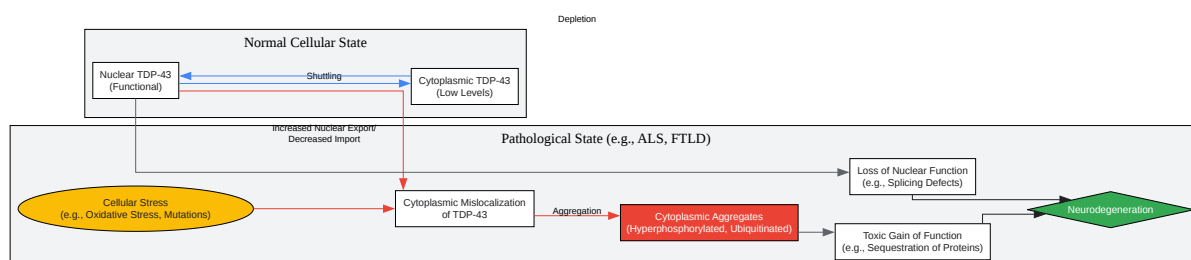 Depletion
Normal Cellular State
Nuclear TDP-43
(Functional)
Shuttling
Cytoplasmic TDP-43
(Low Levels)
Increased Nuclear Export/
Decreased Import
Pathological State (e.g., ALS, FTLD)
Loss of Nuclear Function
(e.g., Splicing Defects)
Cellular Stress
(e.g., Oxidative Stress, Mutations)
Cytoplasmic Mislocalization
of TDP-43
Aggregation
Cytoplasmic Aggregates
(Hyperphosphorylated, Ubiquitinated)
Neurodegeneration
Toxic Gain of Function
(e.g., Sequestration of Proteins)